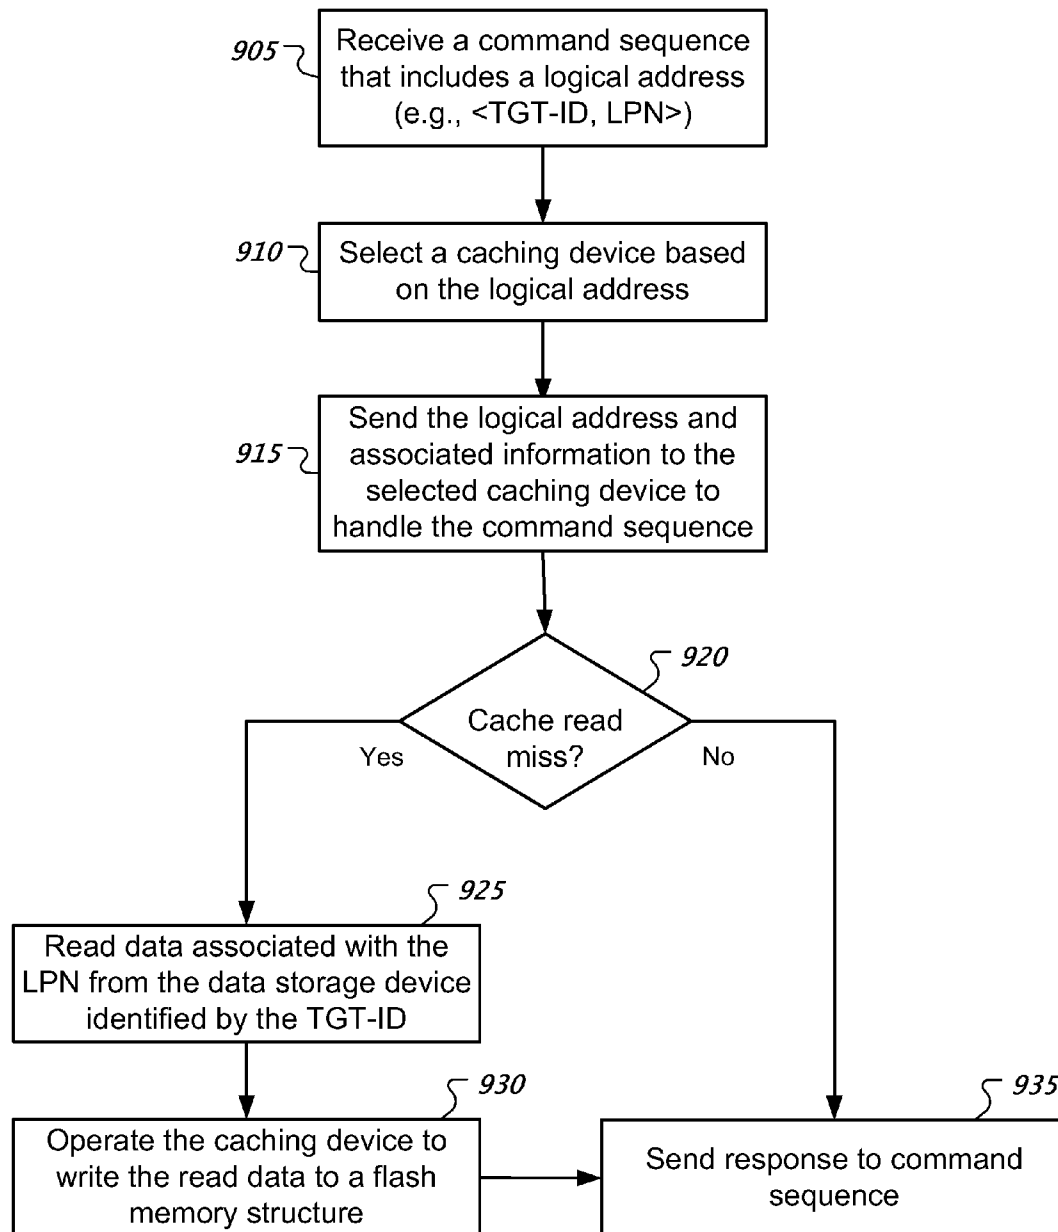 905
Receive a command sequence
that includes a logical address
(e.g., <TGT-ID, LPN>)
910
Select a caching device based
on the logical address
915
Send the logical address and
associated information to the
selected caching device to
handle the command sequence
920
Cache read
miss?
Yes
No
925
Read data associated with the
LPN from the data storage device
identified by the TGT-ID
930
Operate the caching device to
write the read data to a flash
memory structure
935
Send response to command
sequence